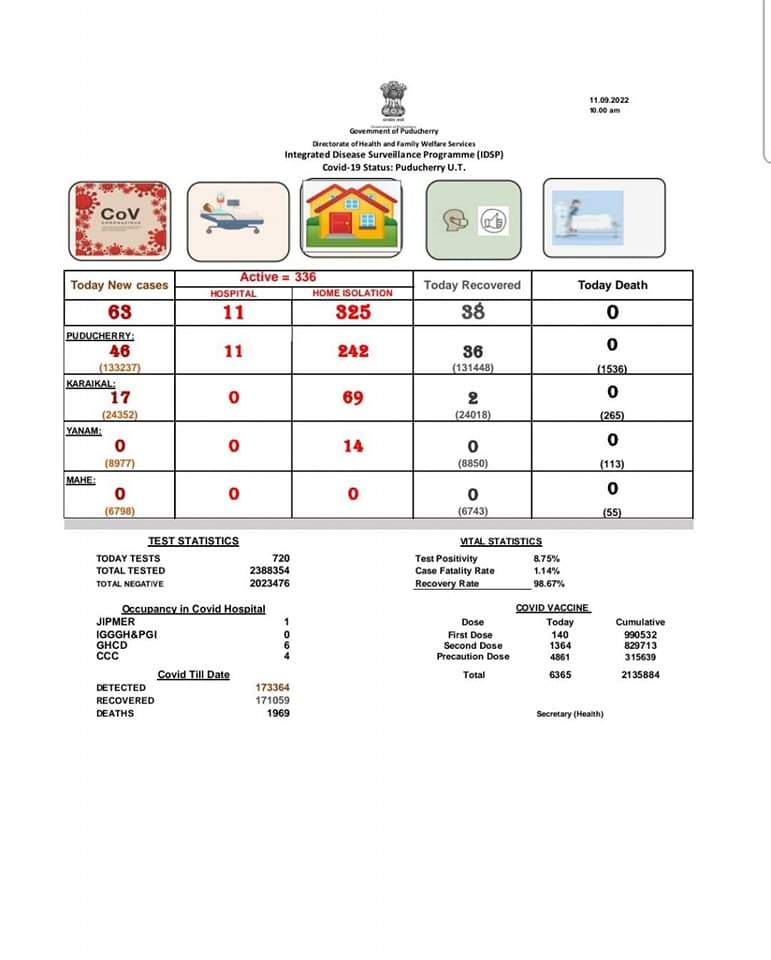 11.09.2022
10.00 am
Government of Puducherry
Directorate of Health and Family Welfare Services
Integrated Disease Surveillance Programme (IDSP)
Covid-19 Status: Puducherry U.T.
CoV
CORONAVIRUS
Today New cases
Active = 336
HOSPITAL
HOME ISOLATION
Today Recovered
Today Death
63 11 325 38 0
PUDUCHERRY:
46 11 242 36 0
(133237) (131448) (1536)
KARAIKAL:
17 0 69 2 0
(24352) (24018) (265)
YANAM:
0 0 14 0 0
(8977) (8850) (113)
MAHE:
0 0 0 0 0
(6798) (6743) (55)
TEST STATISTICS
TODAY TESTS 720
TOTAL TESTED 2388354
TOTAL NEGATIVE 2023476
VITAL STATISTICS
Test Positivity 8.75%
Case Fatality Rate 1.14%
Recovery Rate 98.67%
Occupancy in Covid Hospital
JIPMER 1
IGGGH&PGI 0
GHCD 6
CCC 4
COVID VACCINE
Dose Today Cumulative
First Dose 140 990532
Second Dose 1364 829713
Precaution Dose 4861 315639
Total 6365 2135884
Covid Till Date
DETECTED 173364
RECOVERED 171059
DEATHS 1969
Secretary (Health)